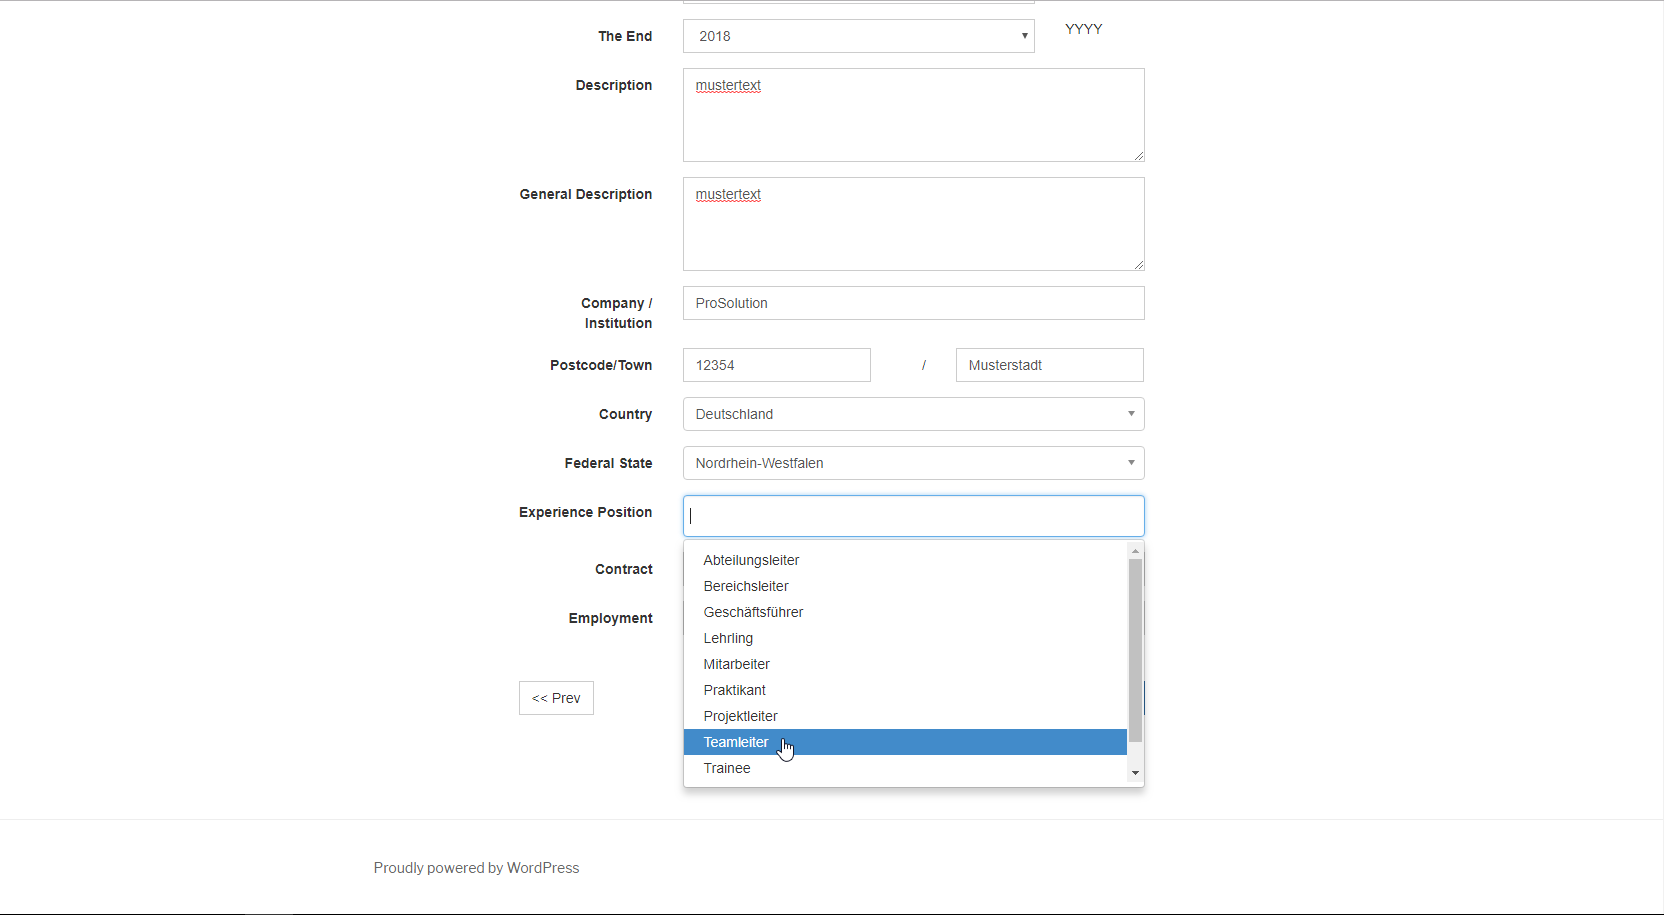 The End
2018
YYYY
Description
mustertext
General Description
mustertext
Company /
Institution
ProSolution
Postcode/Town
12354 / Musterstadt
Country
Deutschland
Federal State
Nordrhein-Westfalen
Experience Position
Abteilungsleiter
Contract
Bereichsleiter
Geschäftsführer
Employment
Lehrling
Mitarbeiter
Praktikant
<< Prev
Projektleiter
Teamleiter
Trainee
Proudly powered by WordPress